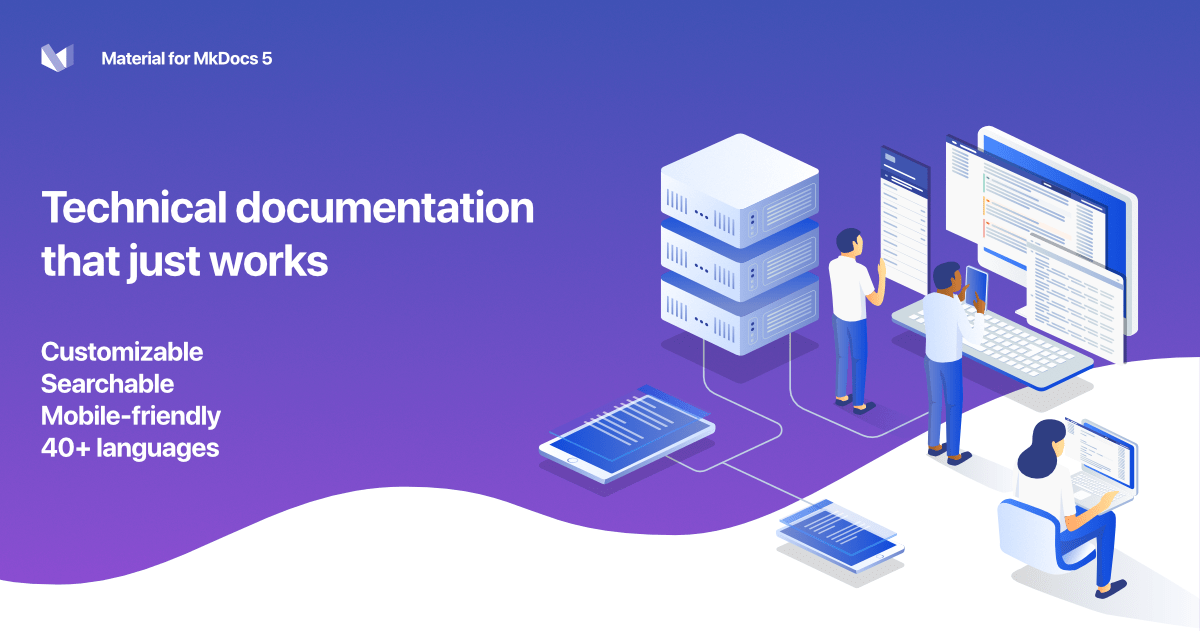 Material for MkDocs 5
Technical documentation
that just works
Customizable
Searchable
Mobile-friendly
40+ languages